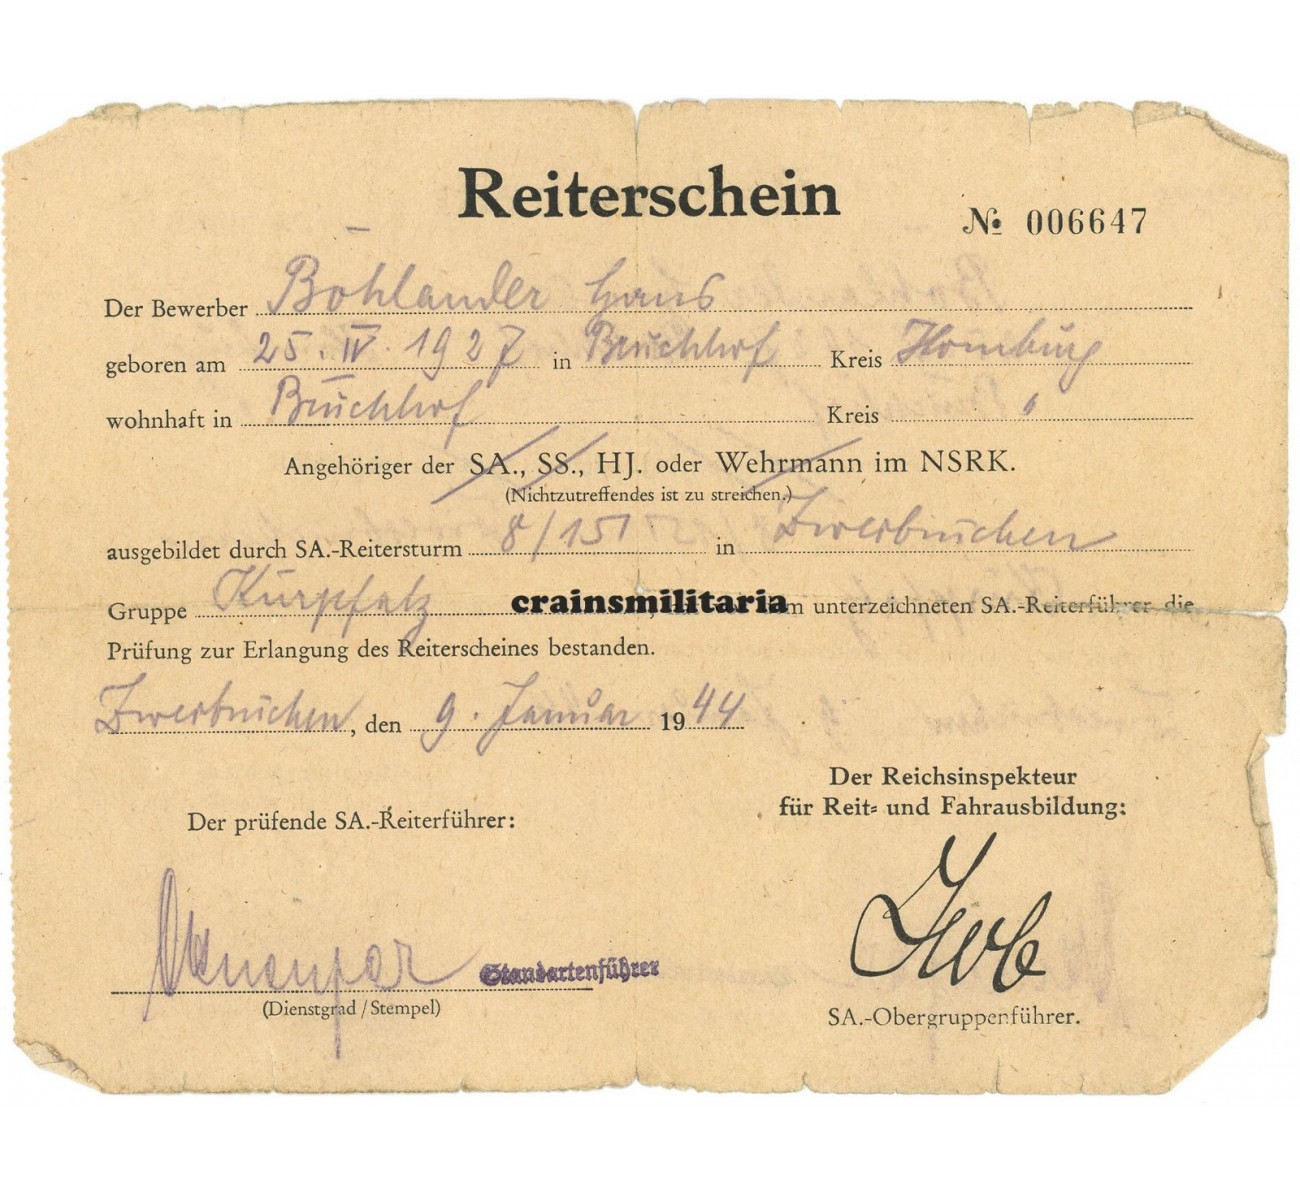 Reiterschein
№ 006647
Der Bewerber Bohlander Hans
geboren am 25. IV. 1927 in Bruchhof Kreis Homburg
wohnhaft in Bruchhof Kreis "
Angehöriger der SA., SS., HJ. oder Wehrmann im NSRK.
(Nichtzutreffendes ist zu streichen.)
ausgebildet durch SA.-Reitersturm 8/151 in Zweibrücken
Gruppe Kurpfalz crainsmilitaria unterzeichneten SA.-Reiterführer die
Prüfung zur Erlangung des Reiterscheines bestanden.
Zweibrücken, den 9. Januar 1944
Der Reichsinspekteur
für Reit- und Fahrausbildung:
Der prüfende SA.-Reiterführer:
Standartenführer
(Dienstgrad/Stempel)
SA.-Obergruppenführer.